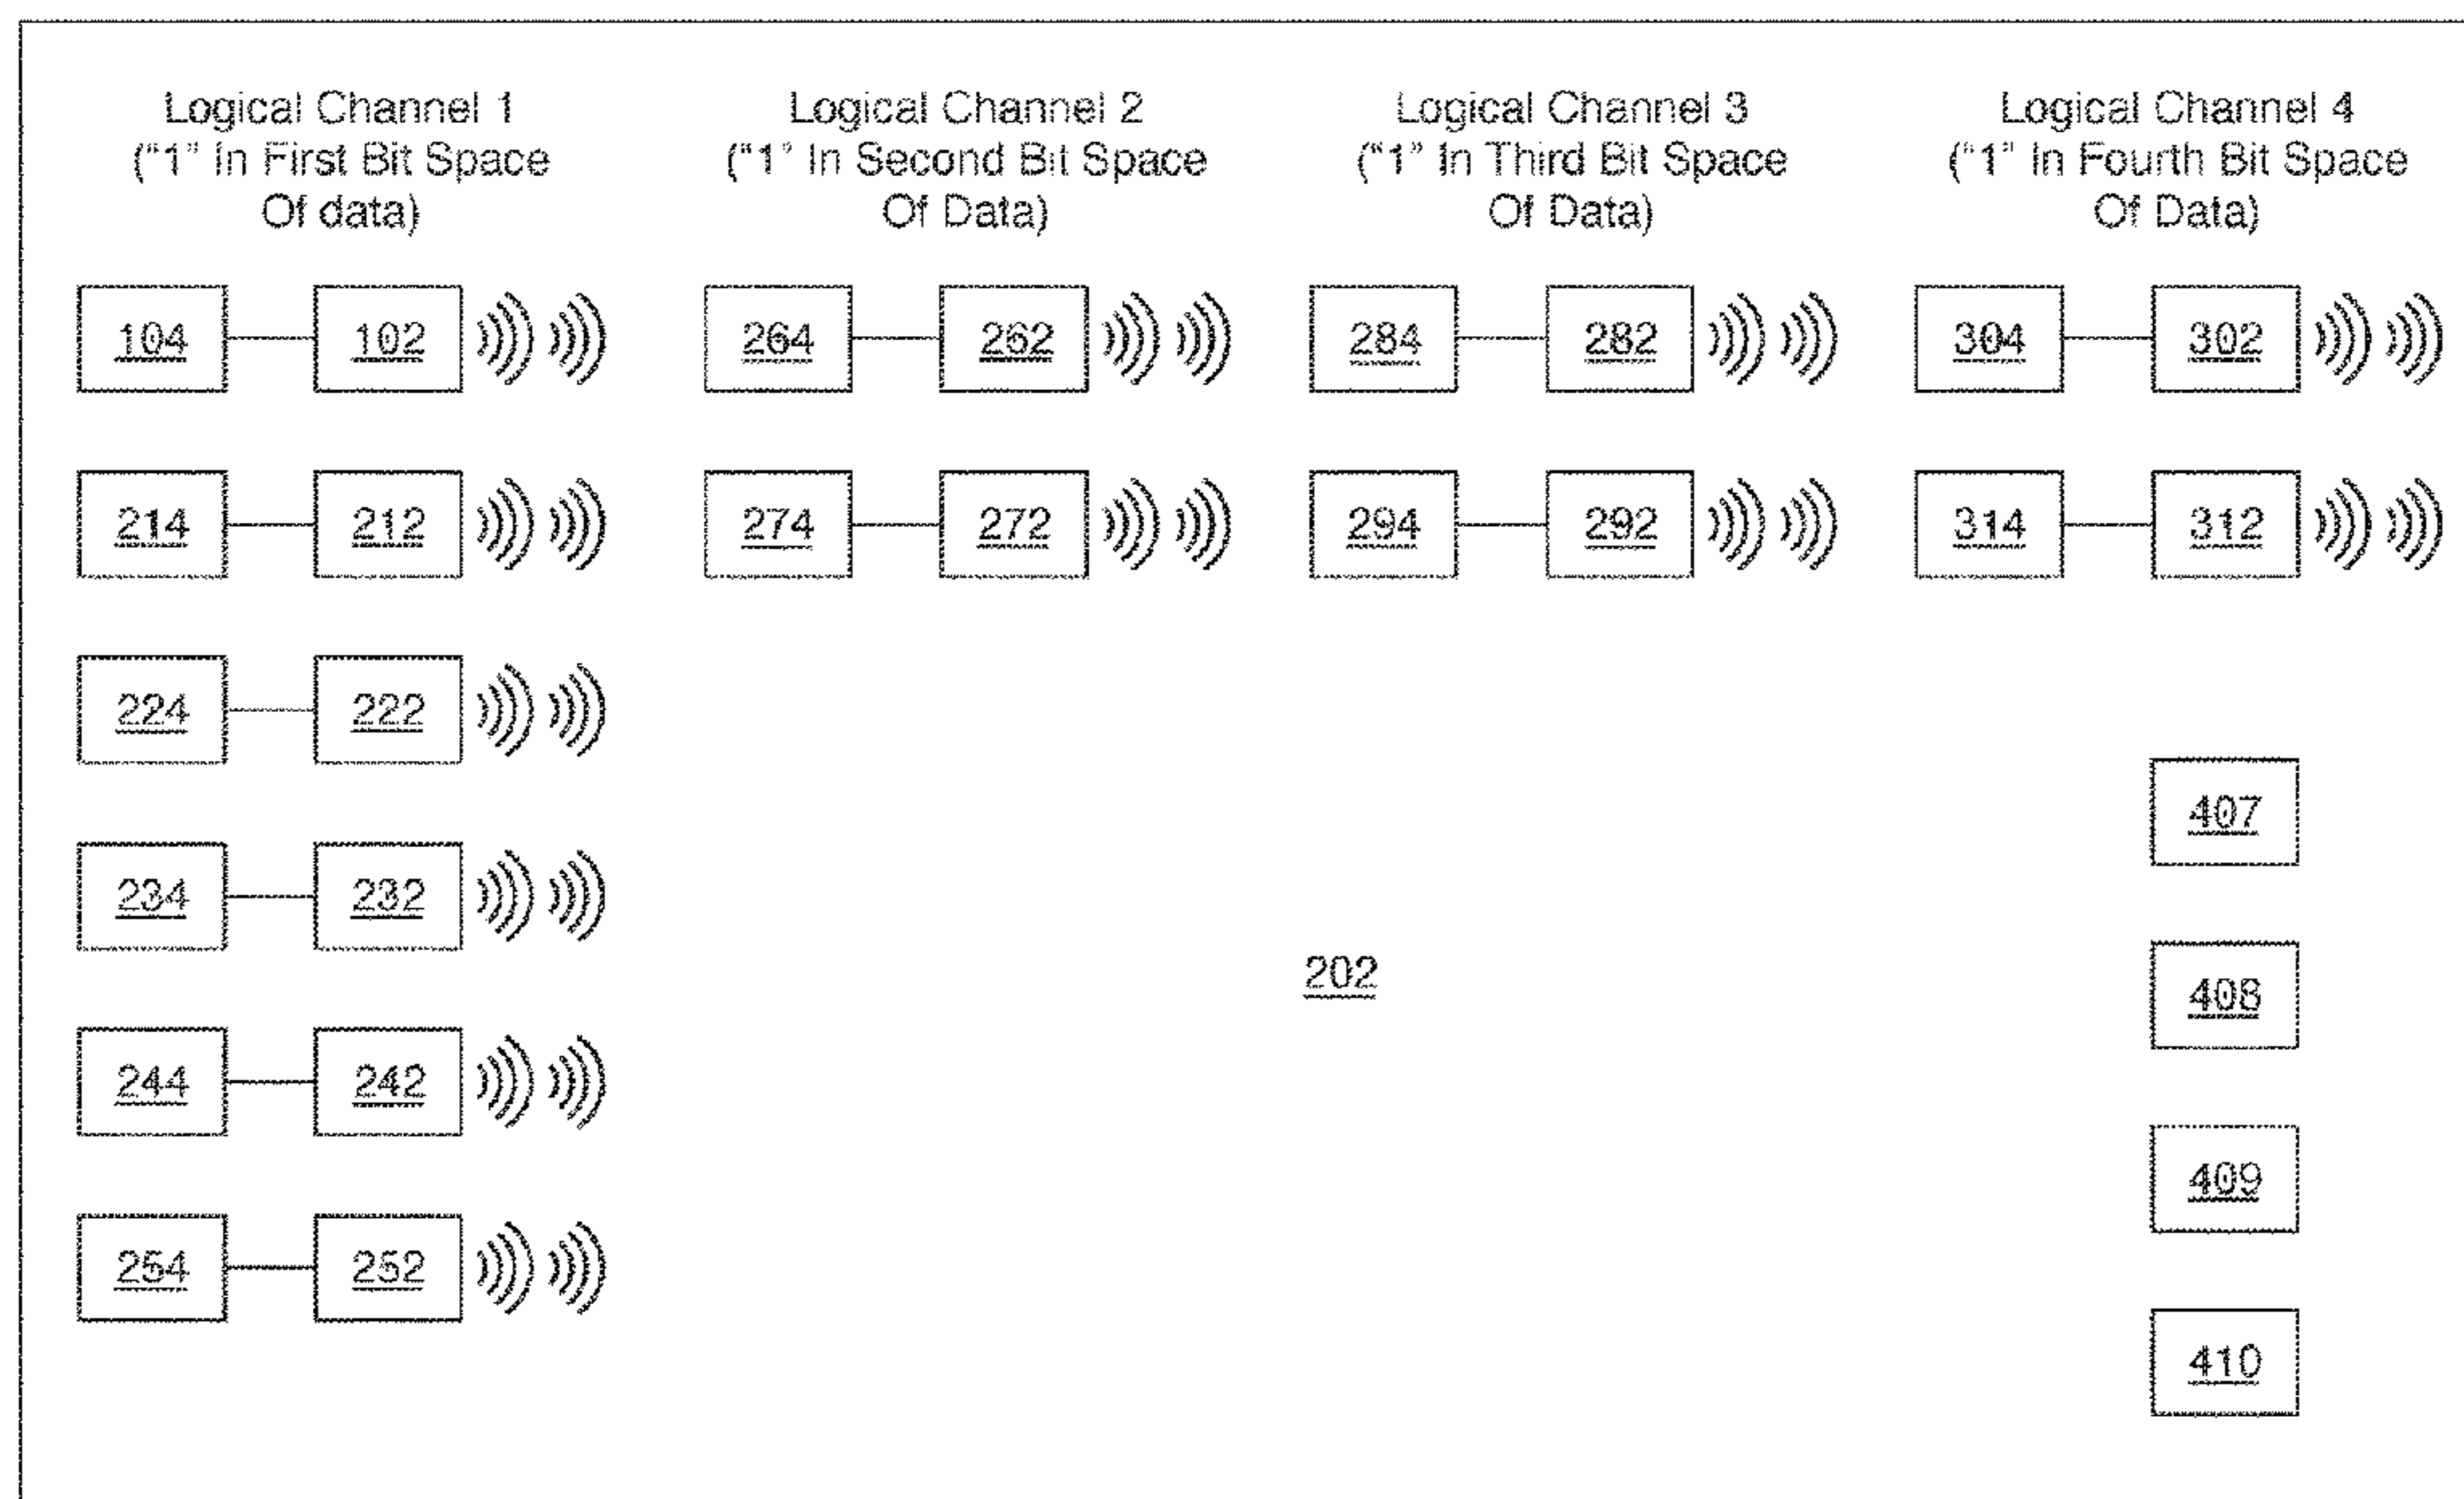 Logical Channel 1
("1" In First Bit Space
Of data)
Logical Channel 2
("1" In Second Bit Space
Of Data)
Logical Channel 3
("1" In Third Bit Space
Of Data)
Logical Channel 4
("1" In Fourth Bit Space
Of Data)
104 102 264 262 284 282 304 302
214 212 274 272 294 292 314 312
224 222
407
234 232
202
408
244 242
409
254 252
410